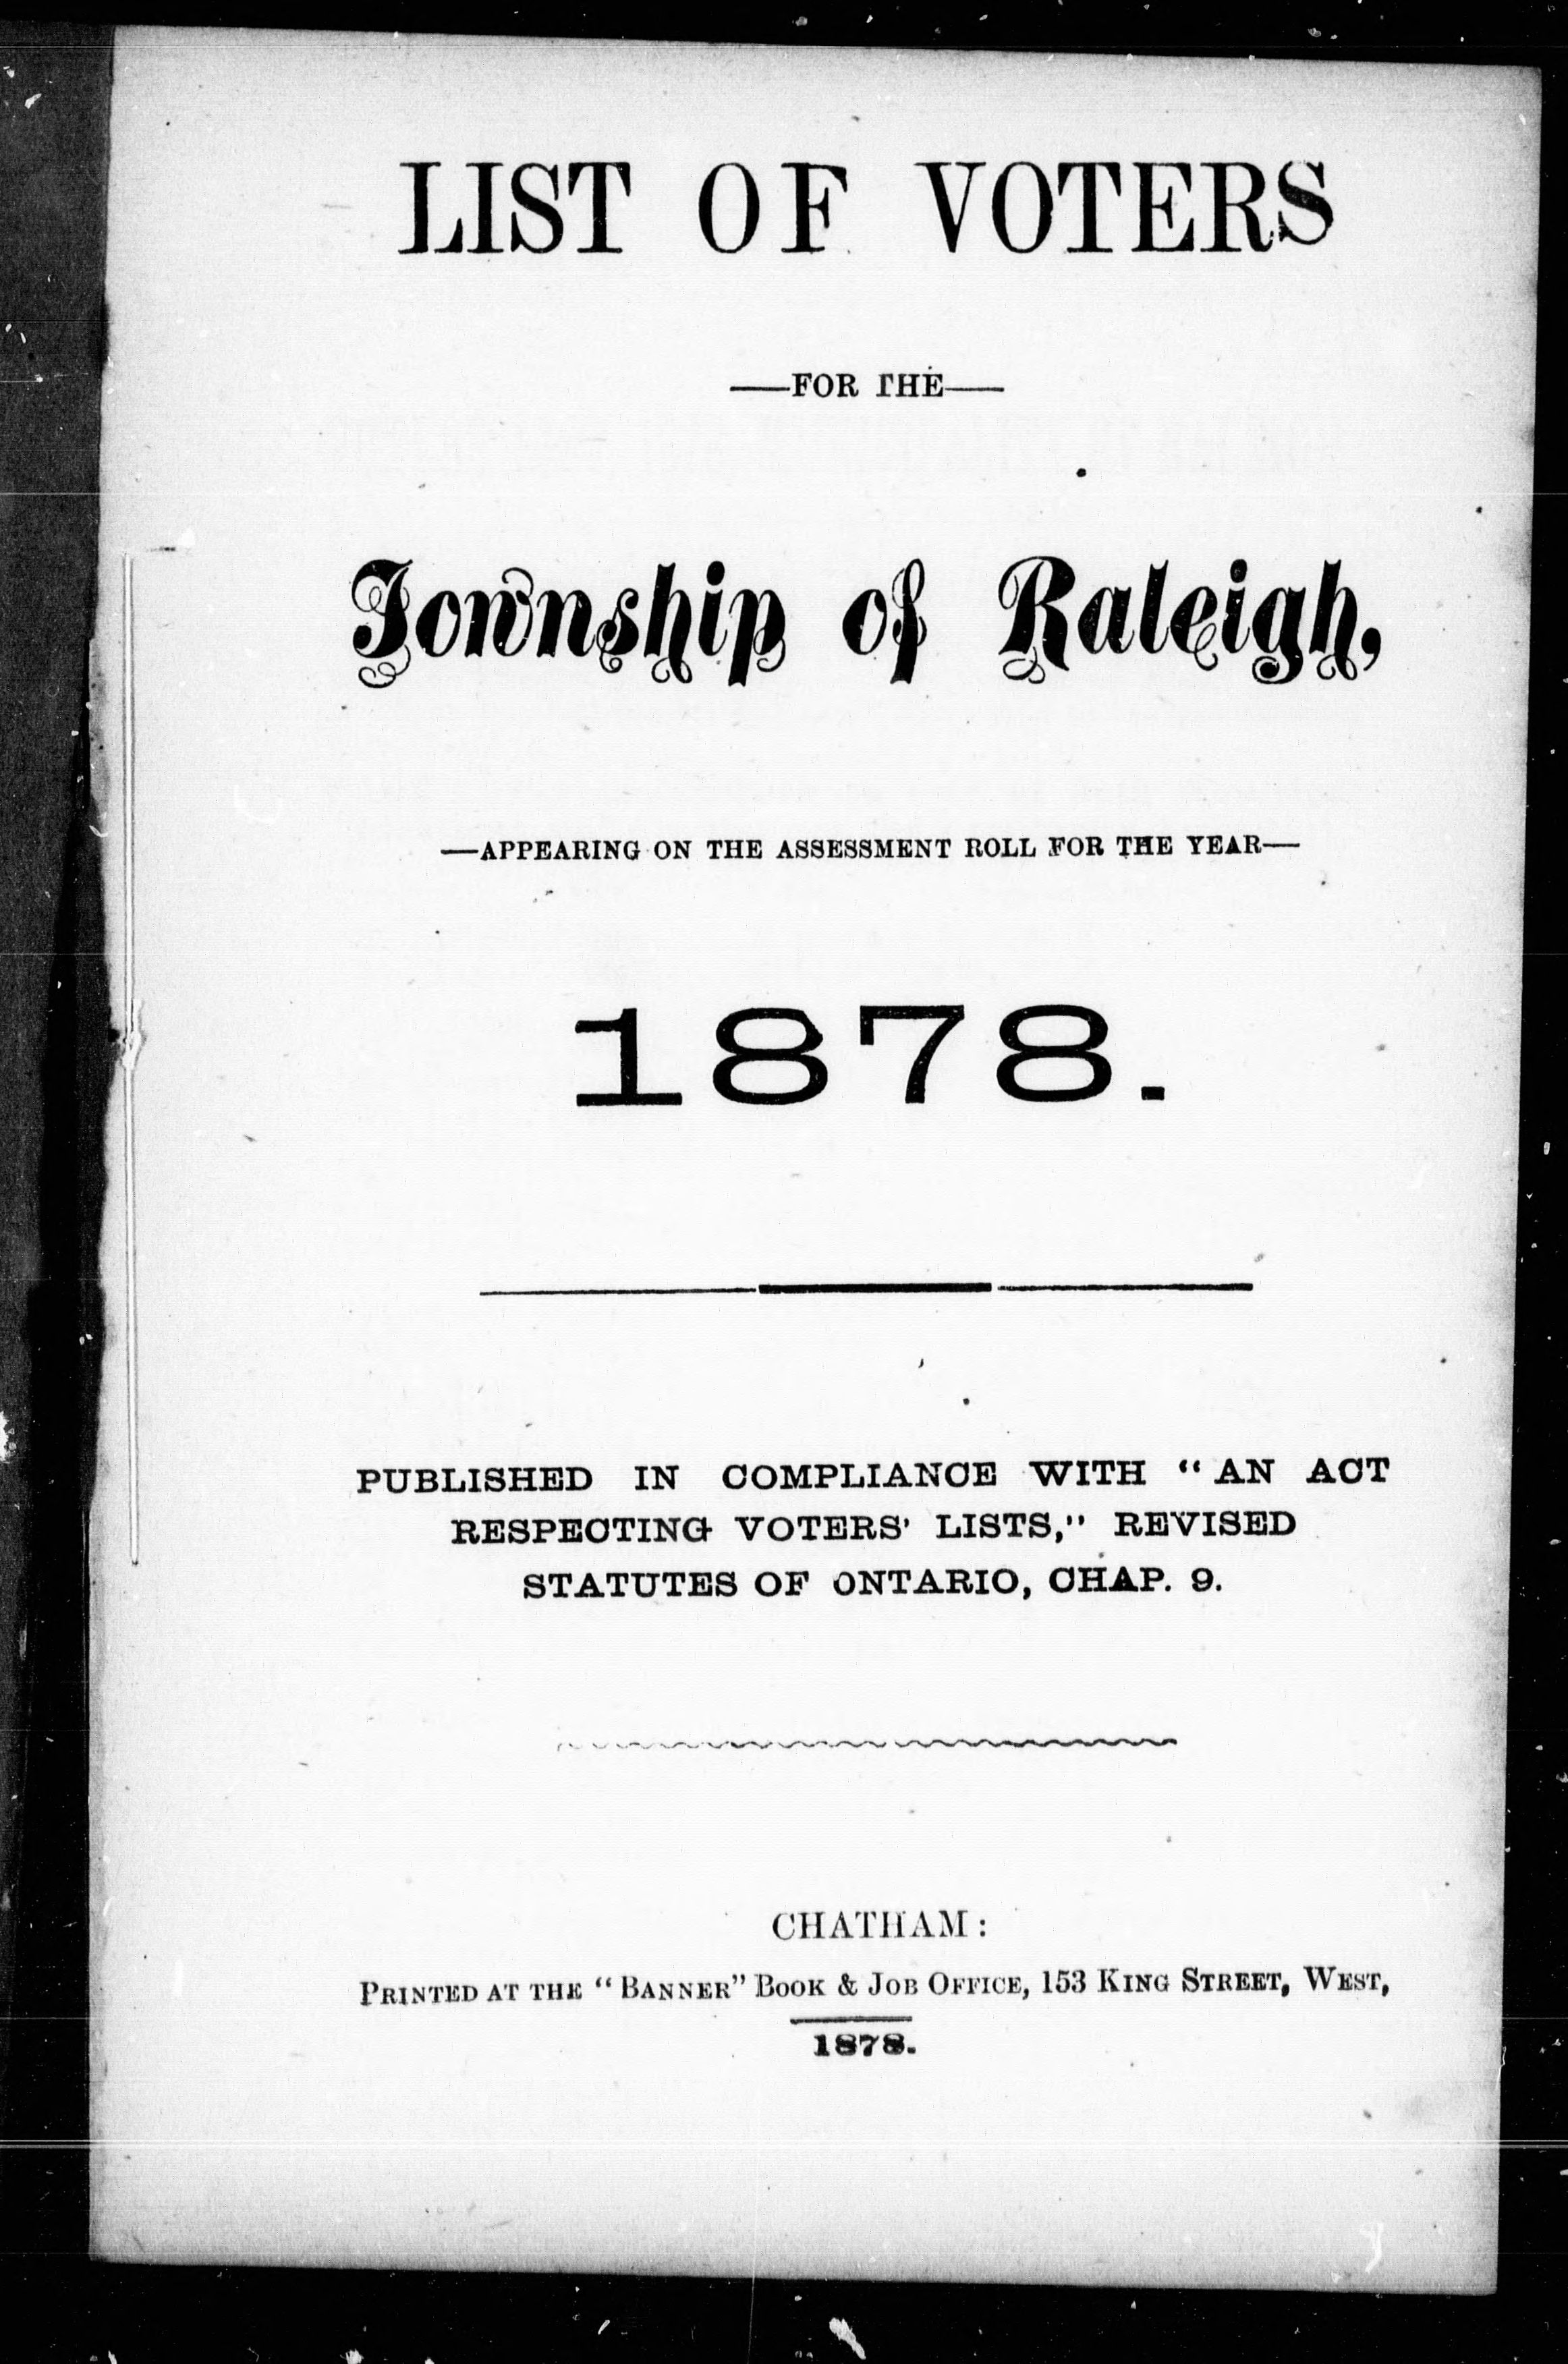 LIST OF VOTERS
—FOR THE—
Township of Raleigh,
—APPEARING ON THE ASSESSMENT ROLL FOR THE YEAR—
1878.
PUBLISHED IN COMPLIANCE WITH "AN ACT
RESPECTING VOTERS' LISTS," REVISED
STATUTES OF ONTARIO, CHAP. 9.
CHATHAM:
PRINTED AT THE "BANNER" BOOK & JOB OFFICE, 153 KING STREET, WEST,
1878.